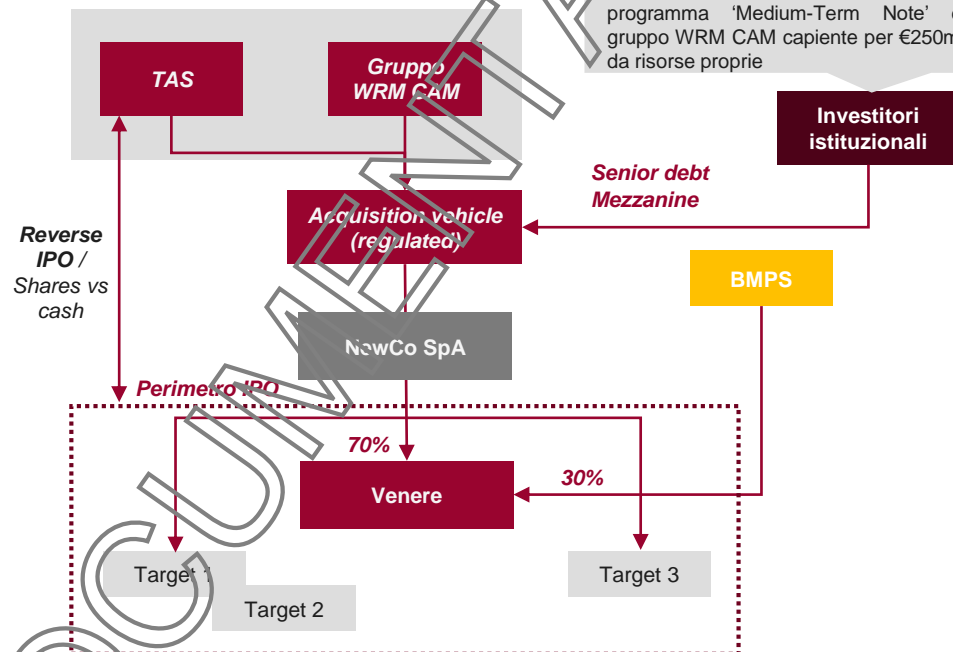 programma 'Medium-Term Note'
gruppo WRM CAM capiente per €250m
da risorse proprie
TAS
Gruppo
WRM CAM
Investitori
istituzionali
Senior debt
Mezzanine
Acquisition vehicle
(regulated)
Reverse
IPO /
Shares vs
cash
BMPS
NewCo SpA
Perimetro IPO
70%
30%
Venere
Target 1
Target 3
Target 2